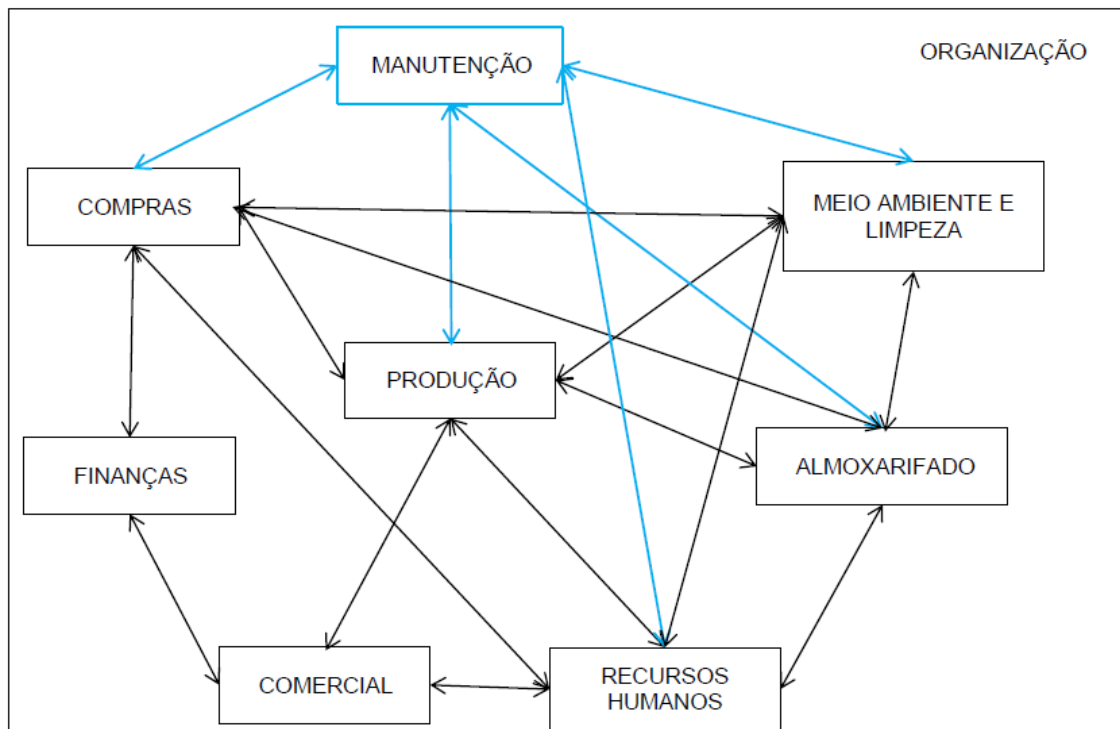 MANUTENÇÃO
ORGANIZAÇÃO
COMPRAS
MEIO AMBIENTE E
LIMPEZA
PRODUÇÃO
FINANÇAS
ALMOXARIFADO
COMERCIAL
RECURSOS
HUMANOS